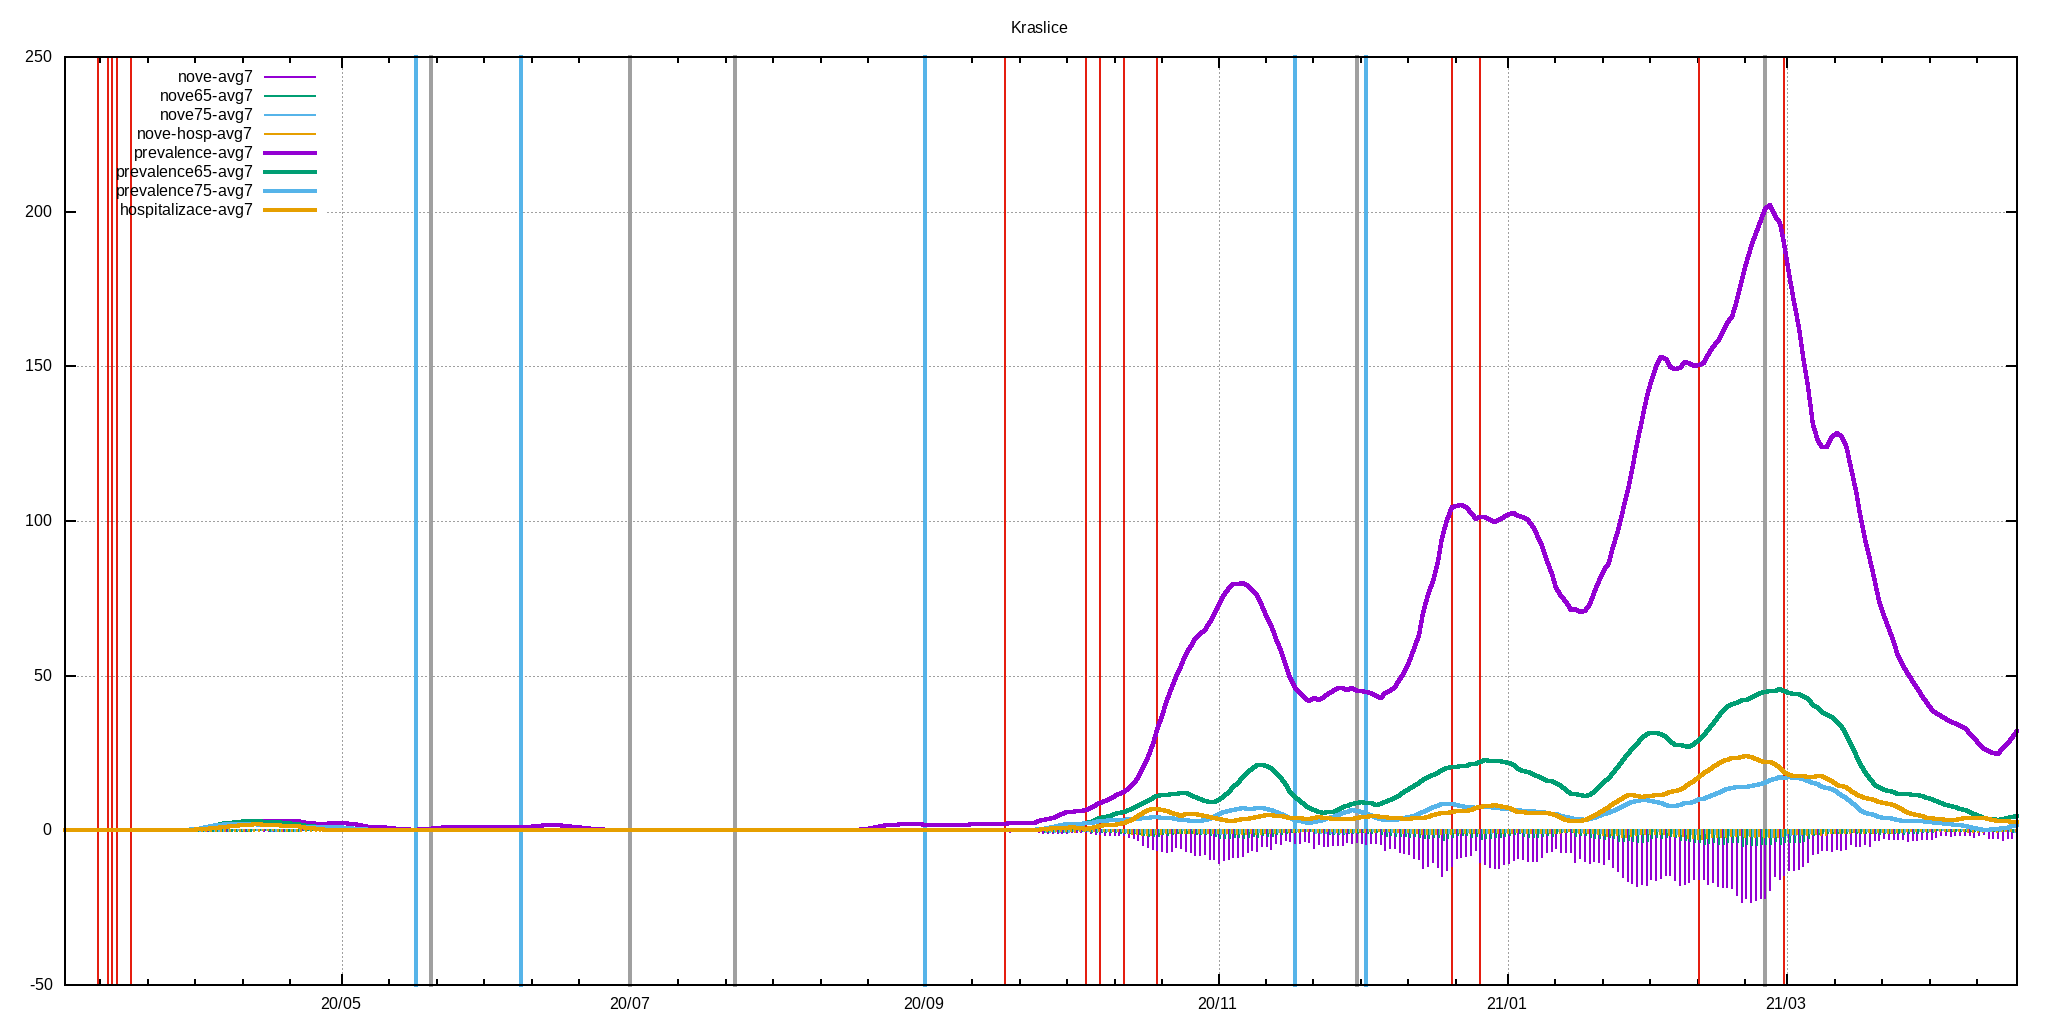 Kraslice
250
200
150
100
50
0
-50
nove-avg7
nove65-avg7
nove75-avg7
nove-hosp-avg7
prevalence-avg7
prevalence65-avg7
prevalence75-avg7
hospitalizace-avg7
20/05 20/07 20/09 20/11 21/01 21/03